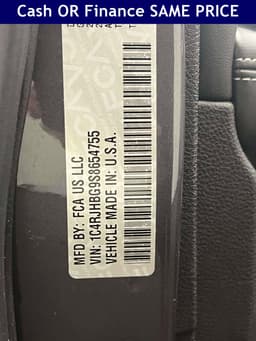 Cash OR Finance SAME PRICE
MFD BY: FCA US LLC
VIN: 1C4RJHBG9S8654755
VEHICLE MADE IN: U.S.A.